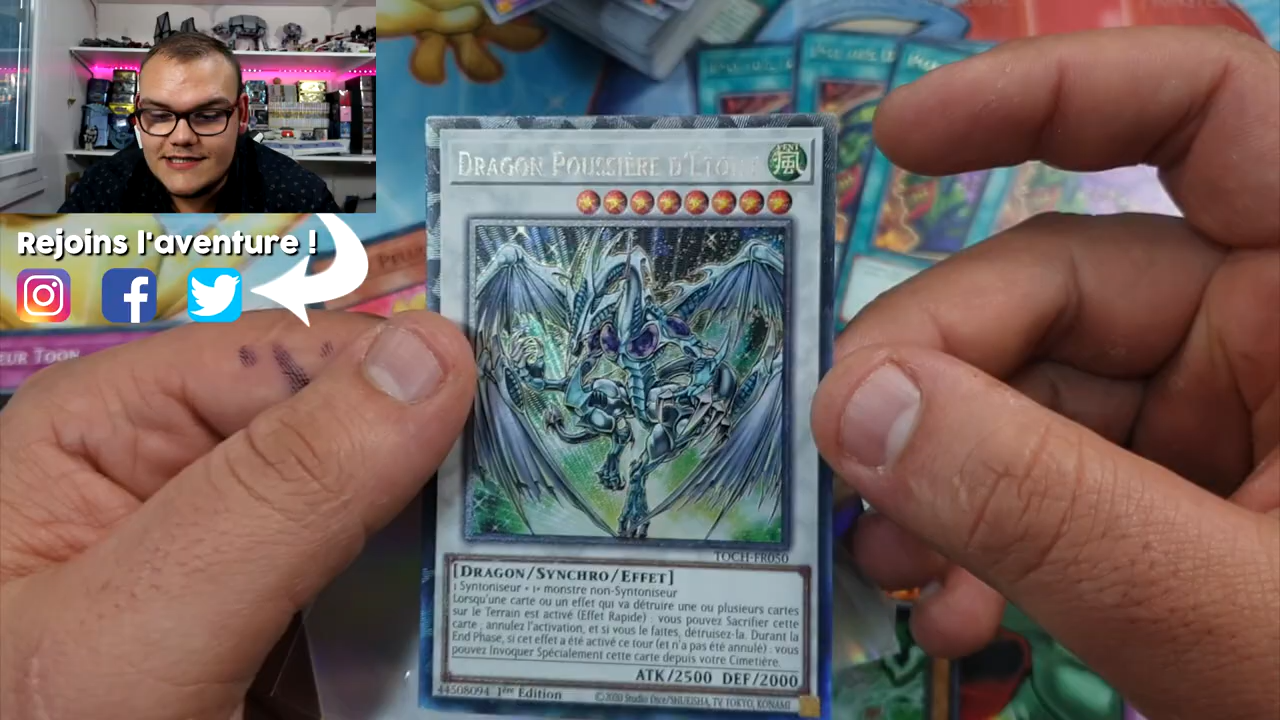 Rejoins l'aventure !
EUR TOON
DRAGON POUSSIÈRE D'ÉTOILE
VENT
風
TOCH-FR050
[DRAGON/SYNCHRO/EFFET]
1 Syntoniseur + 1+ monstre non-Syntoniseur
Lorsqu'une carte ou un effet qui va détruire une ou plusieurs cartes
sur le Terrain est activé (Effet Rapide) : vous pouvez Sacrifier cette
carte ; annulez l'activation, et si vous le faites, détruisez-la. Durant la
End Phase, si cet effet a été activé ce tour (et n'a pas été annulé) : vous
pouvez Invoquer Spécialement cette carte depuis votre Cimetière.
ATK/2500 DEF/2000
44508094 1ère Edition ©2020 Studio Dice/SHUEISHA, TV TOKYO, KONAMI